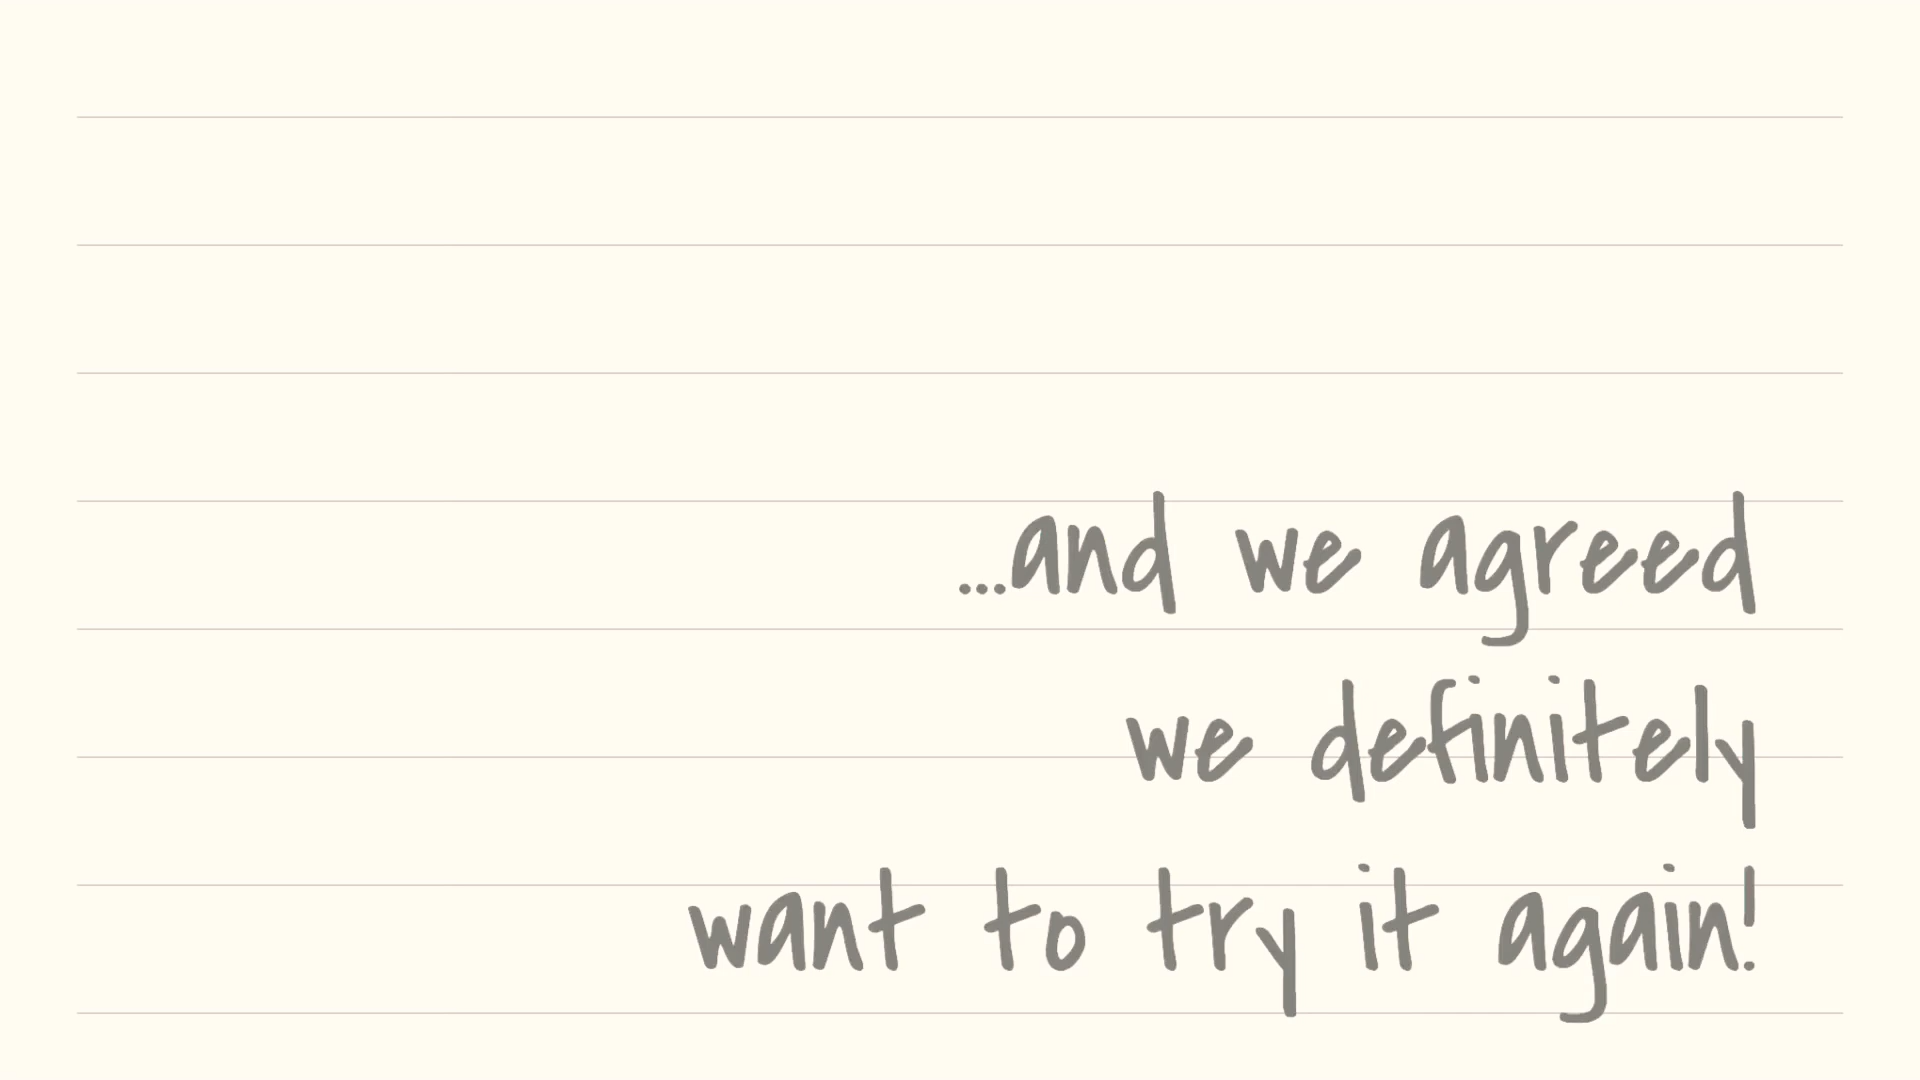 ...and we agreed
we definitely
want to try it again!